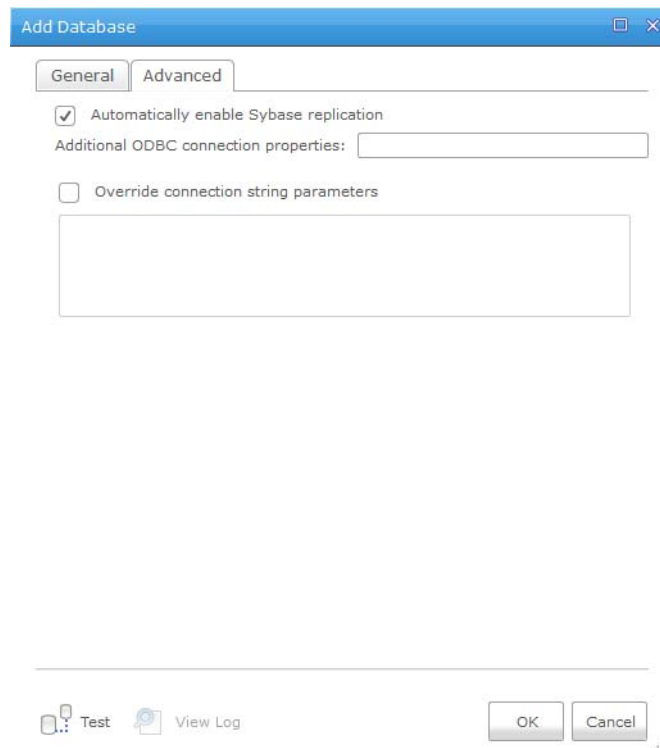 Add Database
General Advanced
Automatically enable Sybase replication
Additional ODBC connection properties:
Override connection string parameters
Test View Log OK Cancel